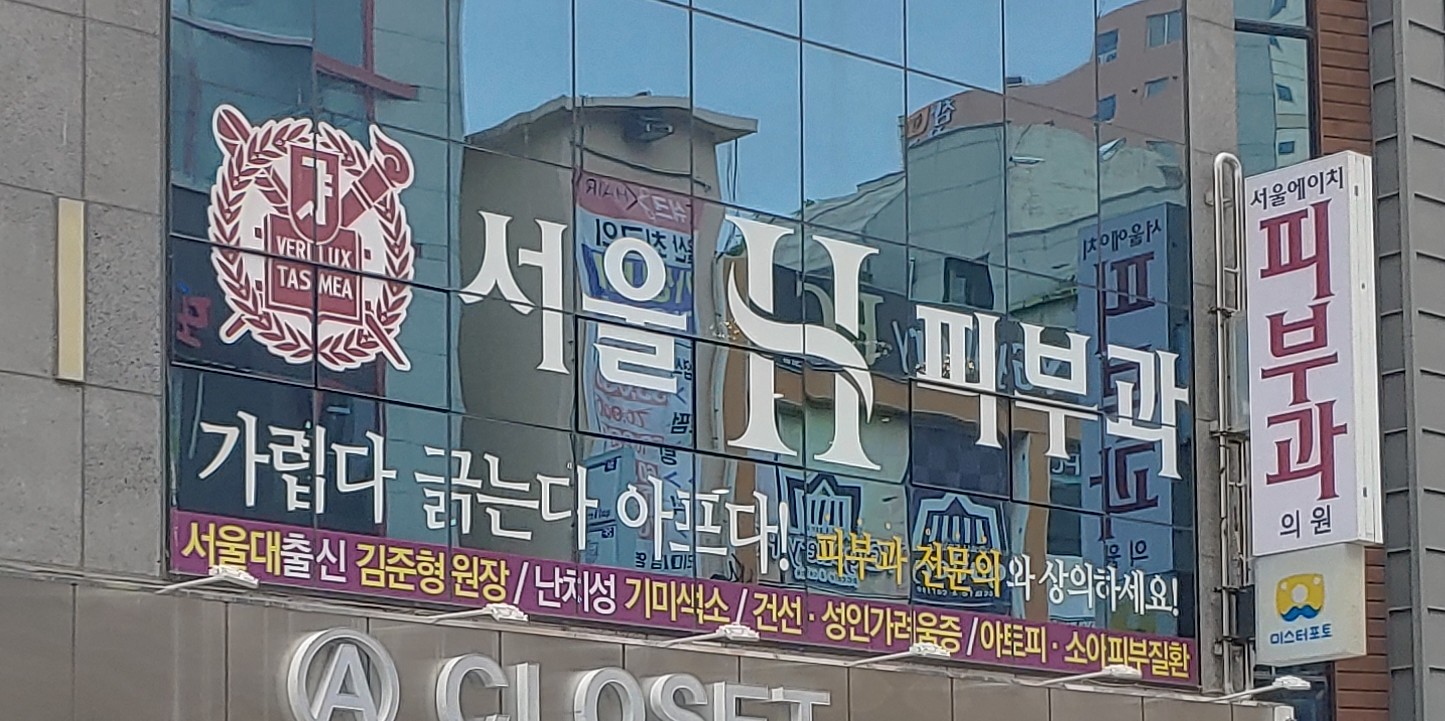 VERI LUX
TAS MEA
서울 H 피부과
가렵다 긁는다 아프다! 피부과 전문의와 상의하세요!
서울대출신 김준형 원장 / 난치성 기미색소 / 건선 · 성인가려움증 / 아토피 · 소아피부질환
A CLOSET
서울에이치
피부과
의원
미스터포토